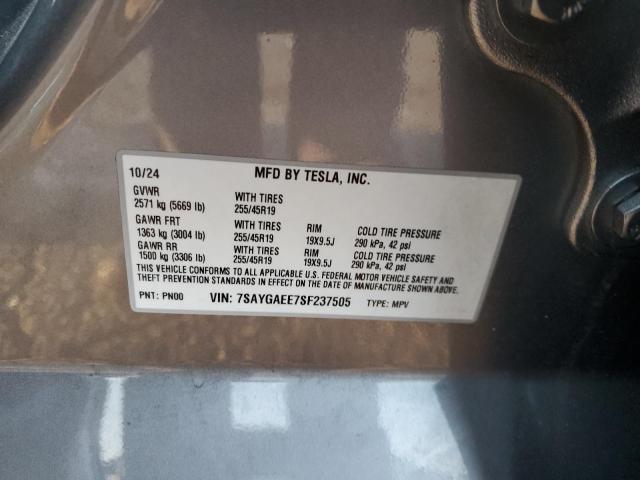 10/24 MFD BY TESLA, INC.
GVWR WITH TIRES
2571 kg (5669 lb) 255/45R19
GAWR FRT WITH TIRES RIM COLD TIRE PRESSURE
1363 kg (3004 lb) 255/45R19 19X9.5J 290 kPa, 42 psi
GAWR RR WITH TIRES RIM COLD TIRE PRESSURE
1500 kg (3306 lb) 255/45R19 19X9.5J 290 kPa, 42 psi
THIS VEHICLE CONFORMS TO ALL APPLICABLE U.S. FEDERAL MOTOR VEHICLE SAFETY AND
THEFT PREVENTION STANDARDS IN EFFECT ON THE DATE OF MANUFACTURE SHOWN ABOVE.
PNT: PN00 VIN: 7SAYGAEE7SF237505 TYPE: MPV